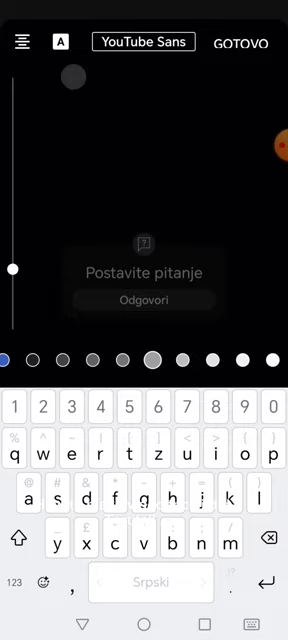 A YouTube Sans GOTOVO
Postavite pitanje
Odgovori
1 2 3 4 5 6 7 8 9 0
% ^ ~ | [ ] < > { }
q w e r t z u i o p
@ # & * - + = ( )
a s d f g h j k l
_ £ : ; /
y x c v b n m
123 , Srpski .
,!?